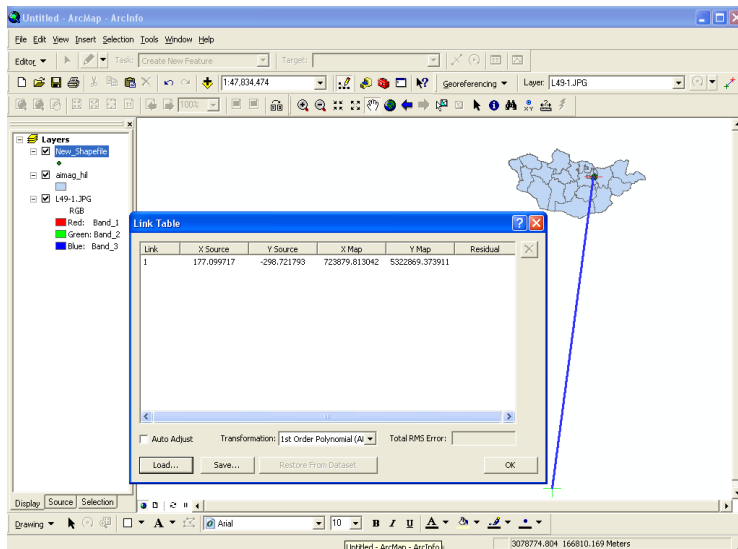 Untitled - ArcMap - ArcInfo
File Edit View Insert Selection Tools Window Help
Editor Task: Create New Feature Target:
1:47,834,474 Georeferencing Layer: L49-1.JPG
100%
Layers
New_Shapefile
aimag_hil
L49-1.JPG
RGB
Red: Band_1
Green: Band_2
Blue: Band_3
Link Table
Link X Source Y Source X Map Y Map Residual
1 177.099717 -298.721793 723879.813042 5322869.373911
Auto Adjust Transformation: 1st Order Polynomial (Af Total RMS Error:
Load... Save... Restore From Dataset OK
Display Source Selection
Drawing Arial 10 B I U A
Untitled - ArcMap - ArcInfo
3078774.804 166810.169 Meters